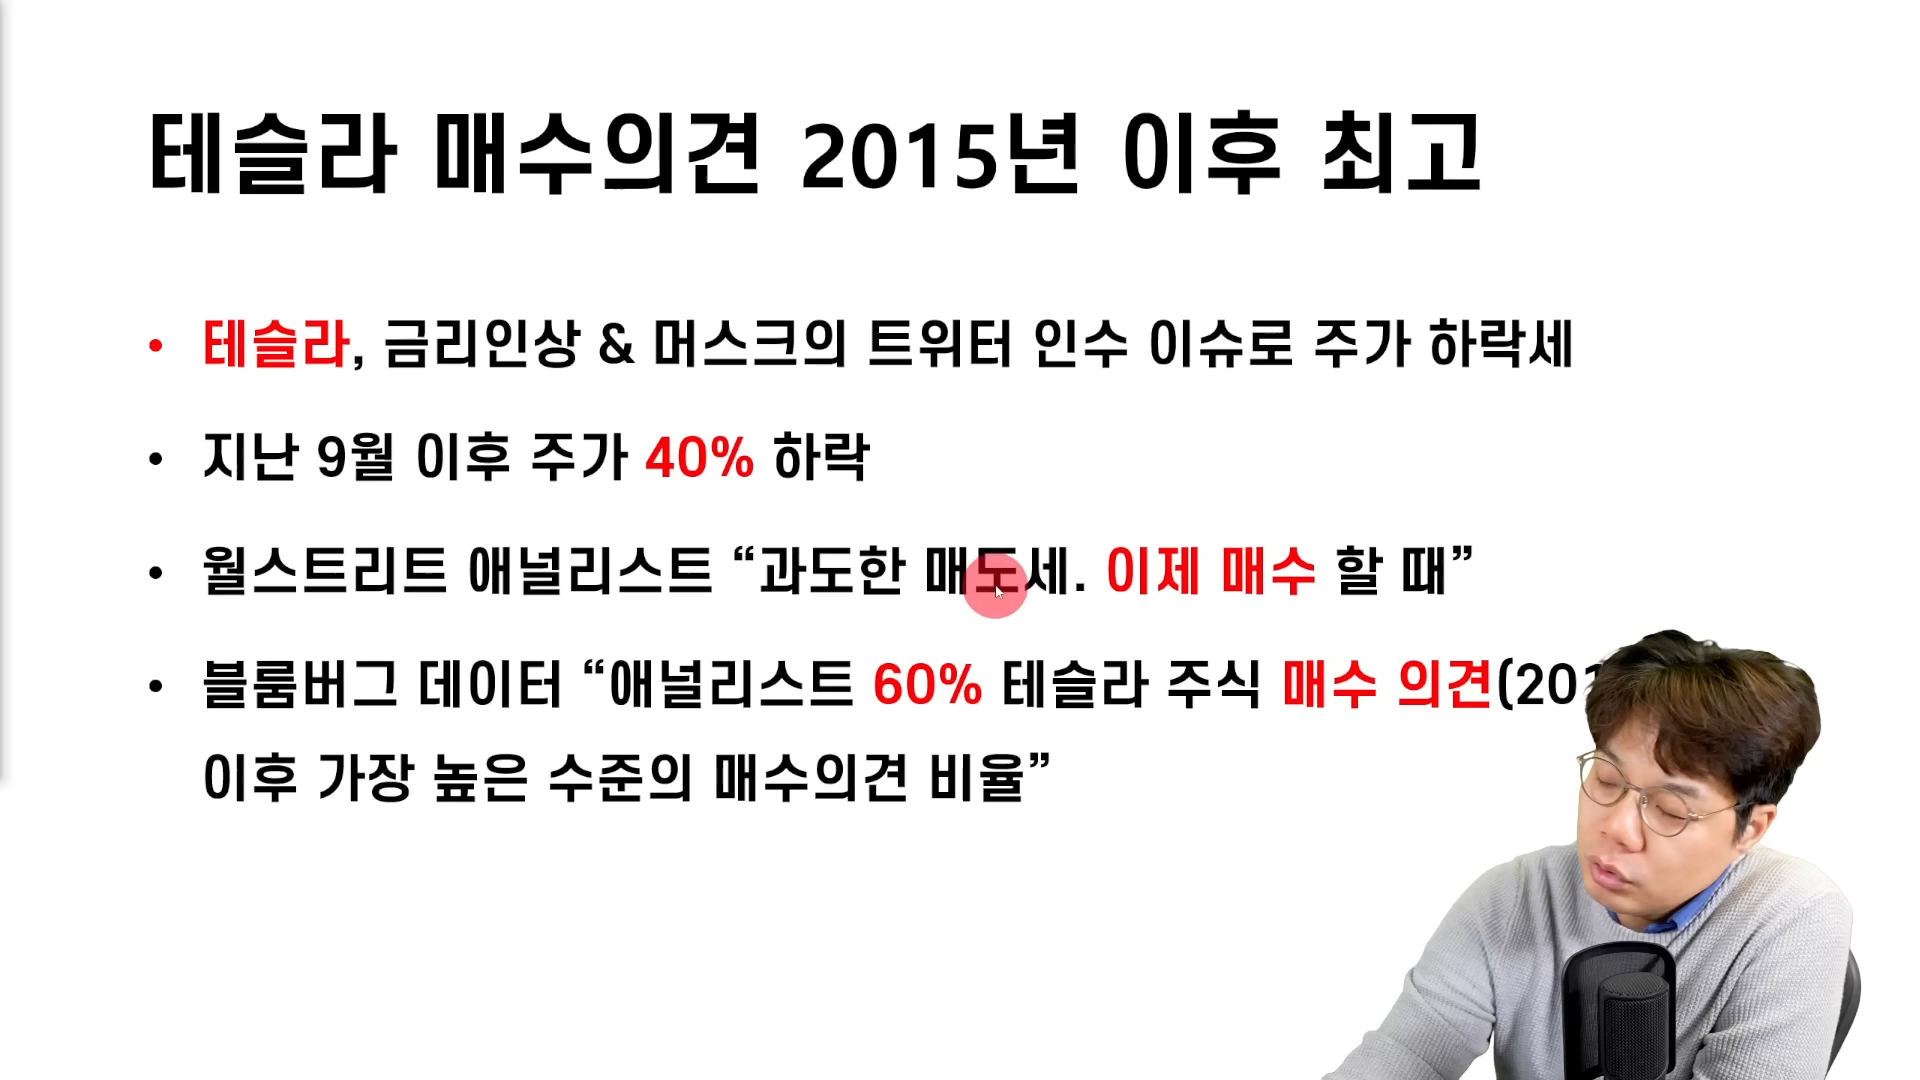 테슬라 매수의견 2015년 이후 최고
• 테슬라, 금리인상 & 머스크의 트위터 인수 이슈로 주가 하락세
• 지난 9월 이후 주가 40% 하락
• 월스트리트 애널리스트 “과도한 매도세. 이제 매수 할 때”
• 블룸버그 데이터 “애널리스트 60% 테슬라 주식 매수 의견(201
이후 가장 높은 수준의 매수의견 비율”